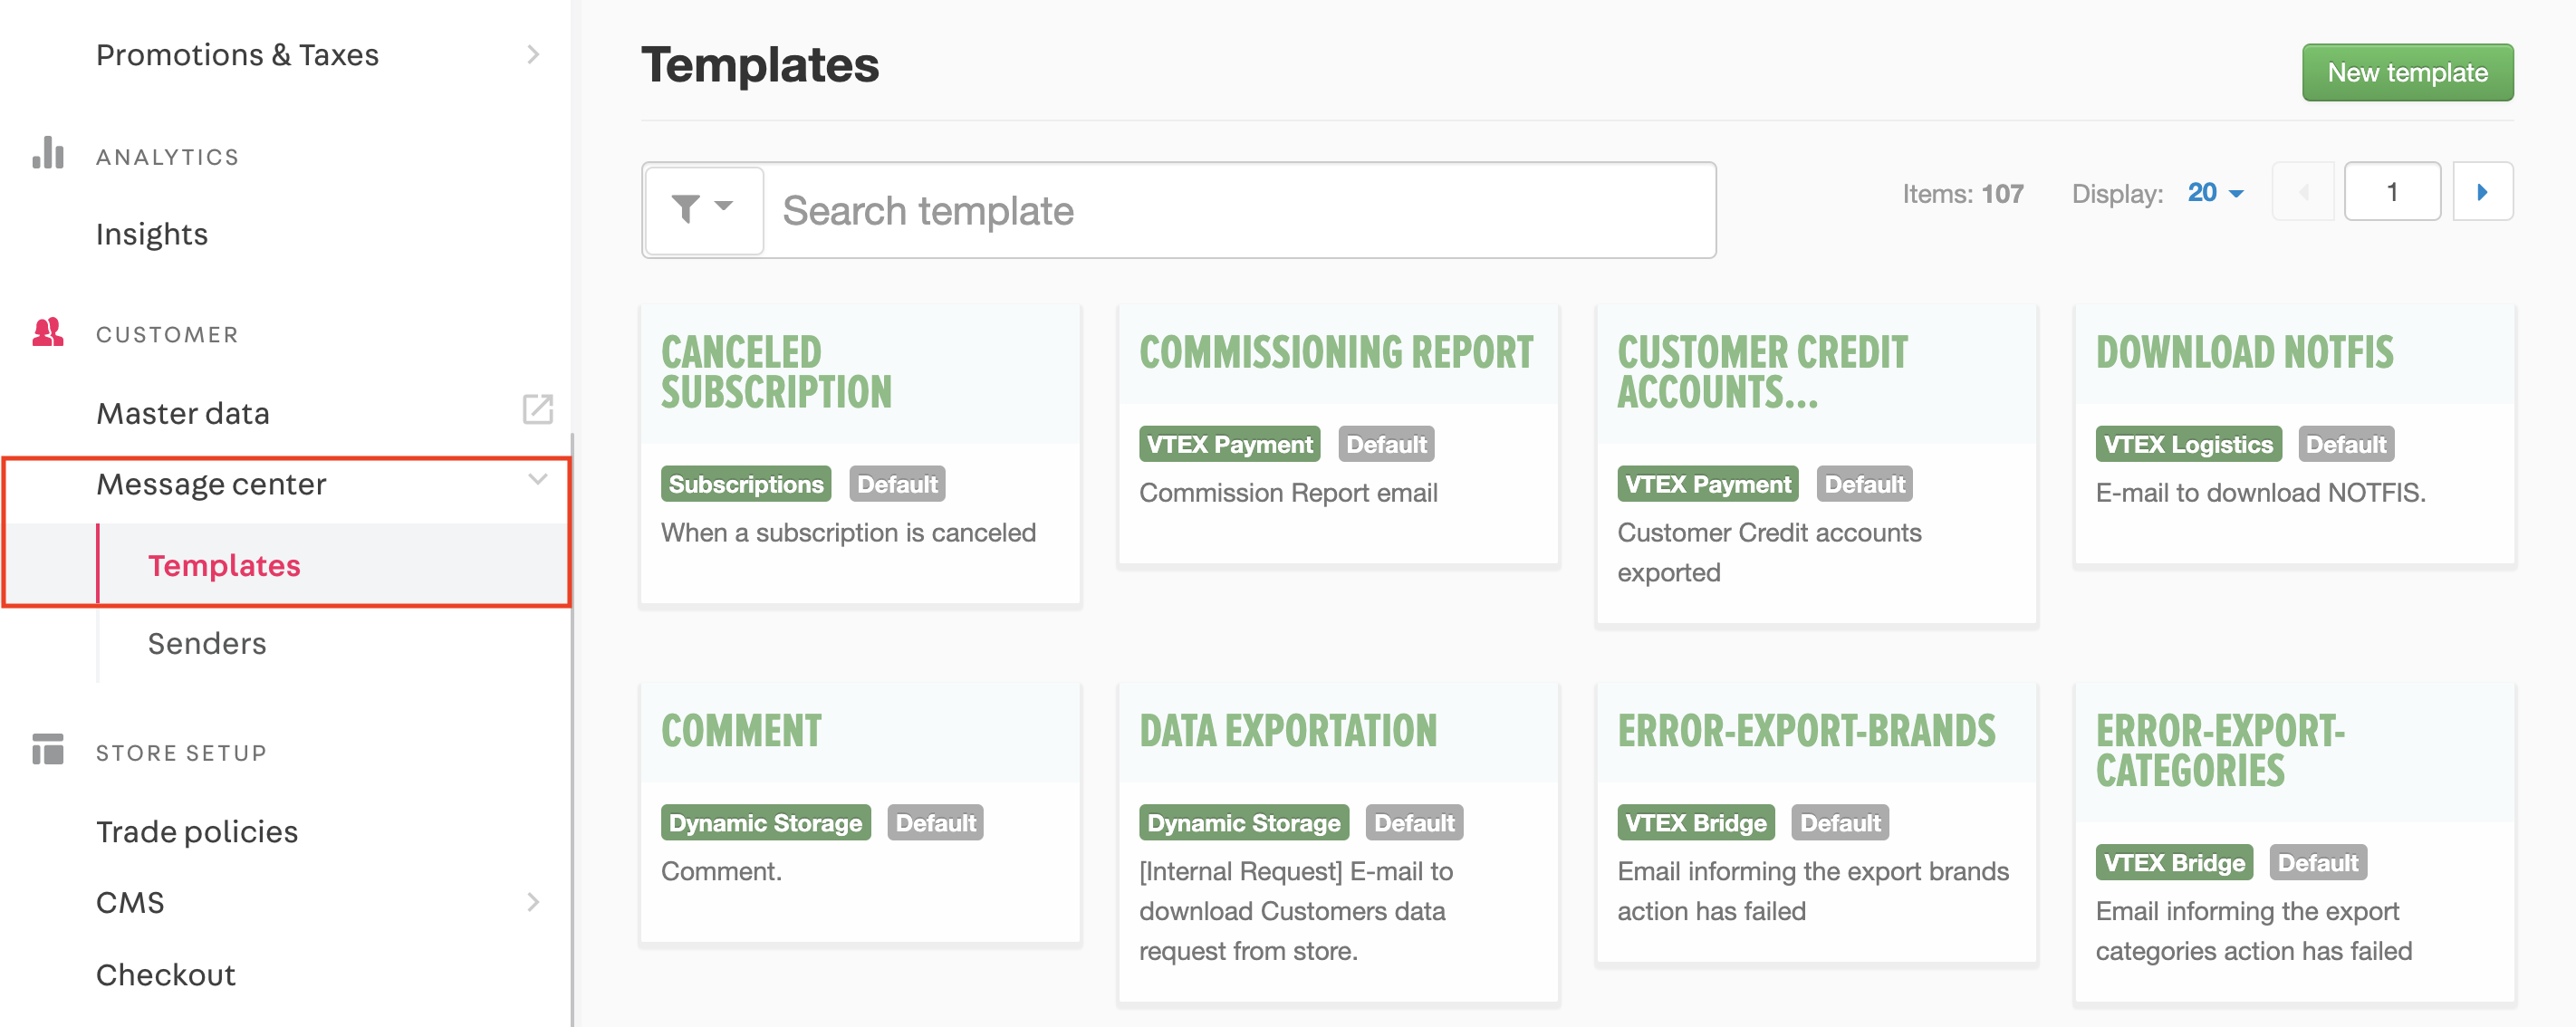 Promotions & Taxes
ANALYTICS
Insights
CUSTOMER
Master data
Message center
Templates
Senders
STORE SETUP
Trade policies
CMS
Checkout
Templates
New template
Search template
Items: 107
Display: 20
1
CANCELED
SUBSCRIPTION
Subscriptions Default
When a subscription is canceled
COMMISSIONING REPORT
VTEX Payment Default
Commission Report email
CUSTOMER CREDIT
ACCOUNTS...
VTEX Payment Default
Customer Credit accounts
exported
DOWNLOAD NOTFIS
VTEX Logistics Default
E-mail to download NOTFIS.
COMMENT
Dynamic Storage Default
Comment.
DATA EXPORTATION
Dynamic Storage Default
[Internal Request] E-mail to
download Customers data
request from store.
ERROR-EXPORT-BRANDS
VTEX Bridge Default
Email informing the export brands
action has failed
ERROR-EXPORT-
CATEGORIES
VTEX Bridge Default
Email informing the export
categories action has failed